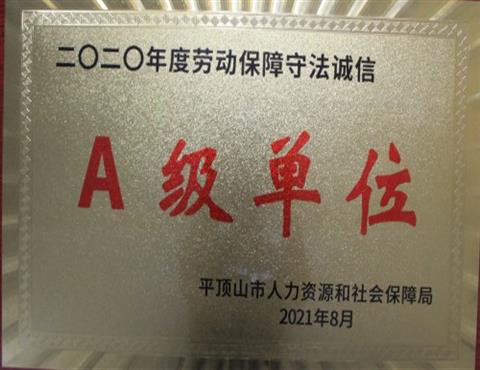 二〇二〇年度劳动保障守法诚信
A级单位
平顶山市人力资源和社会保障局
2021年8月